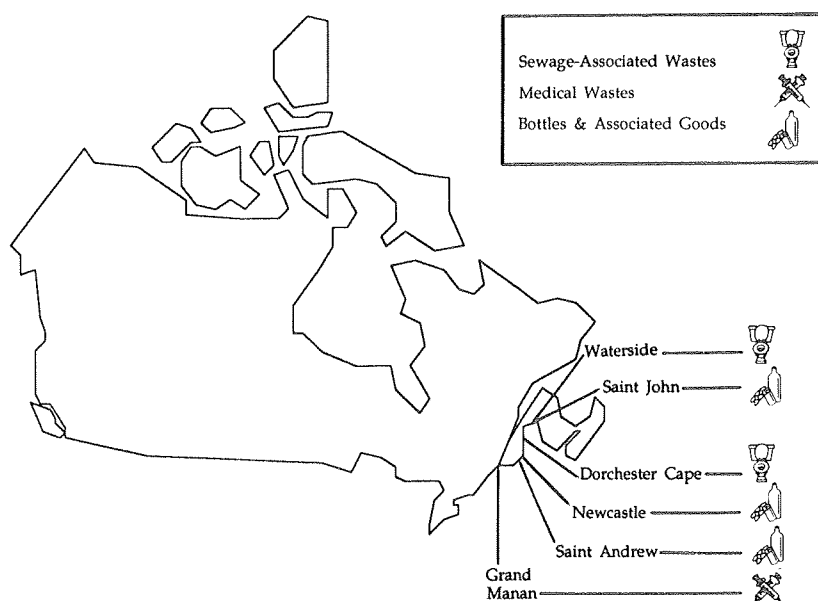 Sewage-Associated Wastes
Medical Wastes
Bottles & Associated Goods
Waterside
Saint John
Dorchester Cape
Newcastle
Saint Andrew
Grand
Manan